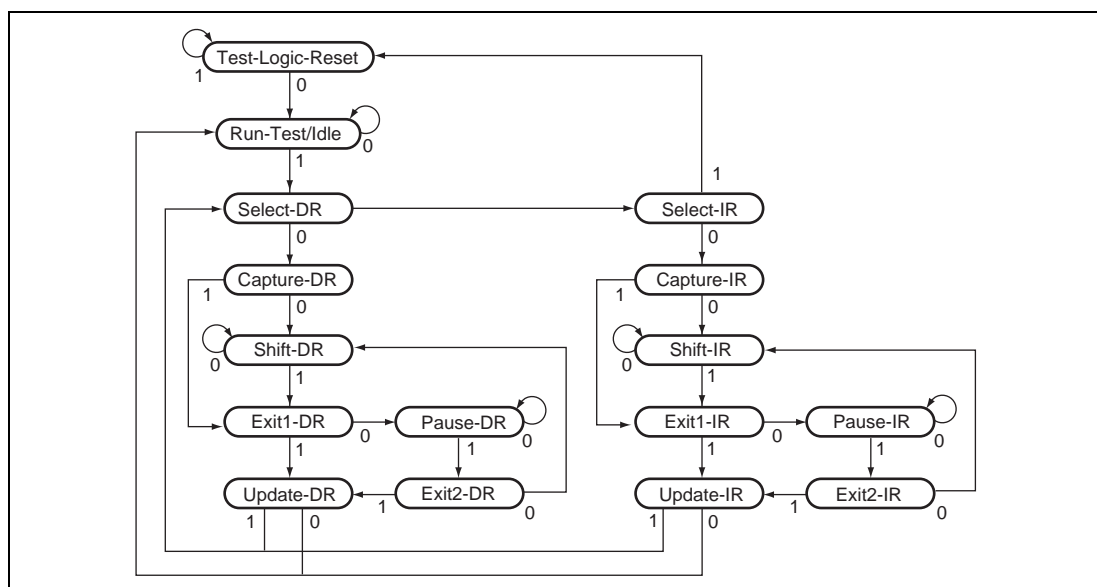 Test-Logic-Reset
1
0
Run-Test/Idle
0
1
1
Select-DR
Select-IR
0
0
Capture-DR
Capture-IR
1
0
1
0
Shift-DR
Shift-IR
0
1
0
1
Exit1-DR
Pause-DR
Exit1-IR
Pause-IR
0
0
0
0
1
1
1
1
Update-DR
Exit2-DR
Update-IR
Exit2-IR
1
0
1
0
1
0
1
0